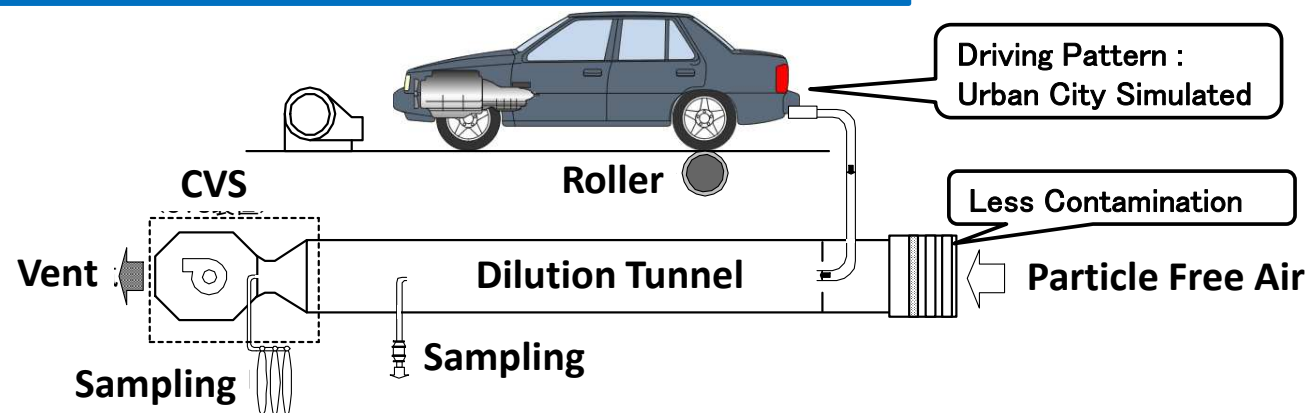 Driving Pattern :
Urban City Simulated
CVS
Roller
Less Contamination
Vent
Dilution Tunnel
Particle Free Air
Sampling
Sampling